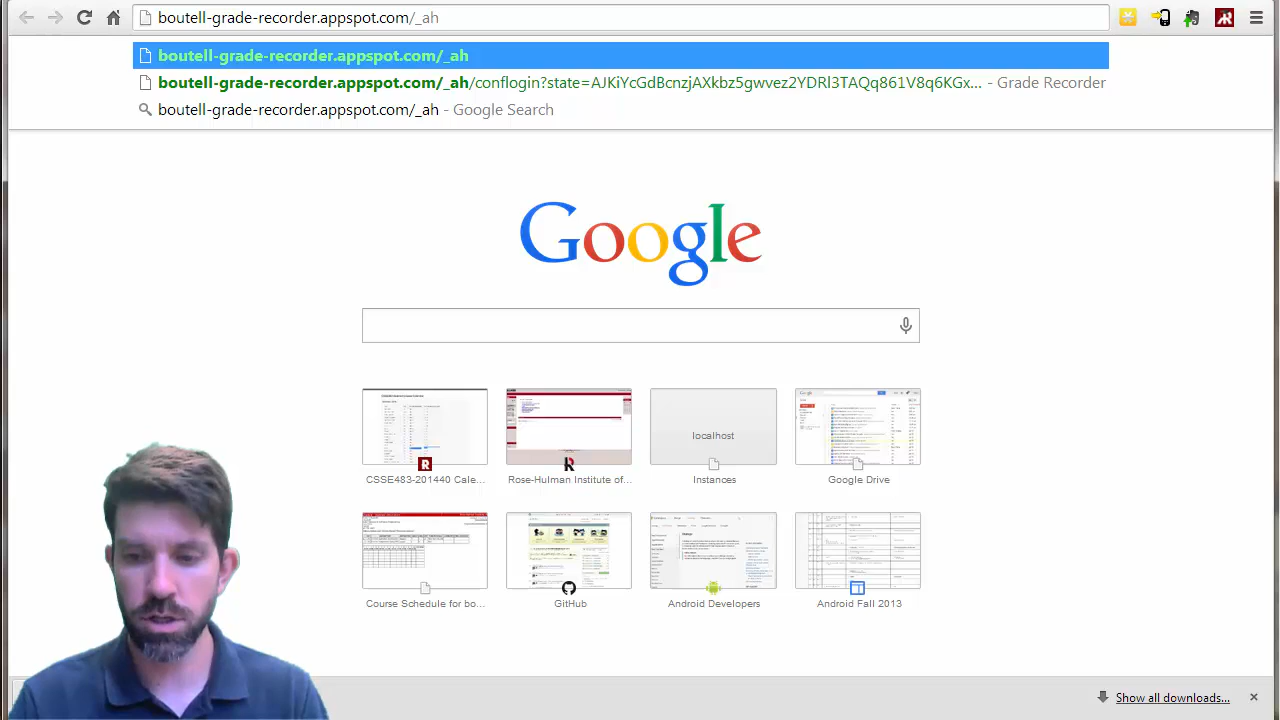 boutell-grade-recorder.appspot.com/_ah
boutell-grade-recorder.appspot.com/_ah
boutell-grade-recorder.appspot.com/_ah/conflogin?state=AJKiYcGdBcnzjAXkbz5gwvez2YDRl3TAQq861V8q6KGx... - Grade Recorder
boutell-grade-recorder.appspot.com/_ah - Google Search
Google
localhost
CSSE483-201440 Cale...
Rose-Hulman Institute of...
Instances
Google Drive
Course Schedule for bo...
GitHub
Android Developers
Android Fall 2013
Show all downloads...